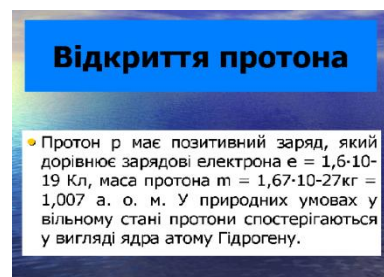 Відкриття протона
Протон р має позитивний заряд, який
дорівнює зарядові електрона е = 1,6·10-
19 Кл, маса протона m = 1,67·10-27кг =
1,007 а. о. м. У природних умовах у
вільному стані протони спостерігаються
у вигляді ядра атому Гідрогену.